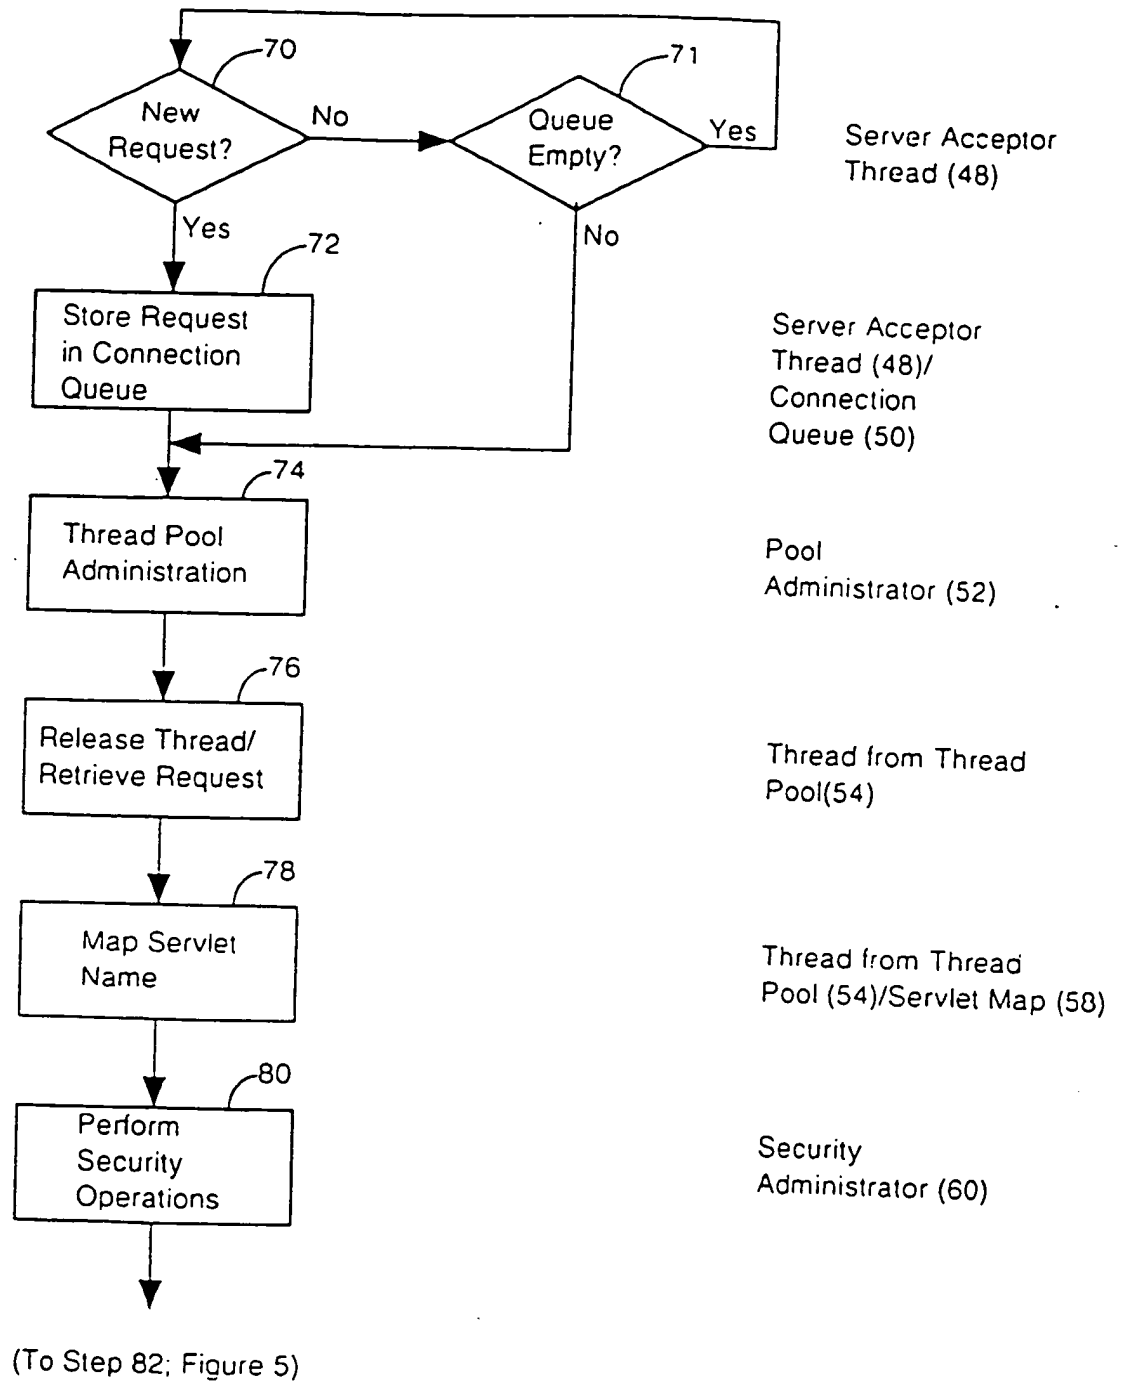 70
New
Request?
No
71
Queue
Empty?
Yes
Server Acceptor
Thread (48)
Yes
No
72
Store Request
in Connection
Queue
Server Acceptor
Thread (48)/
Connection
Queue (50)
74
Thread Pool
Administration
Pool
Administrator (52)
76
Release Thread/
Retrieve Request
Thread from Thread
Pool(54)
78
Map Servlet
Name
Thread from Thread
Pool (54)/Servlet Map (58)
80
Perform
Security
Operations
Security
Administrator (60)
(To Step 82; Figure 5)